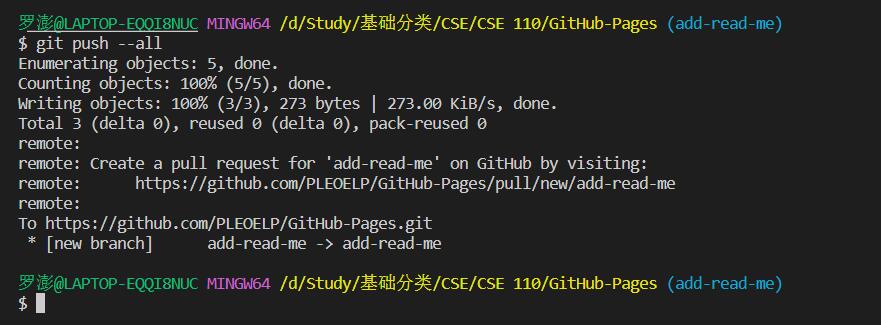 罗澎@LAPTOP-EQQI8NUC MINGW64 /d/Study/基础分类/CSE/CSE 110/GitHub-Pages (add-read-me)
$ git push --all
Enumerating objects: 5, done.
Counting objects: 100% (5/5), done.
Writing objects: 100% (3/3), 273 bytes | 273.00 KiB/s, done.
Total 3 (delta 0), reused 0 (delta 0), pack-reused 0
remote:
remote: Create a pull request for 'add-read-me' on GitHub by visiting:
remote:      https://github.com/PLEOELP/GitHub-Pages/pull/new/add-read-me
remote:
To https://github.com/PLEOELP/GitHub-Pages.git
 * [new branch]      add-read-me -> add-read-me
罗澎@LAPTOP-EQQI8NUC MINGW64 /d/Study/基础分类/CSE/CSE 110/GitHub-Pages (add-read-me)
$